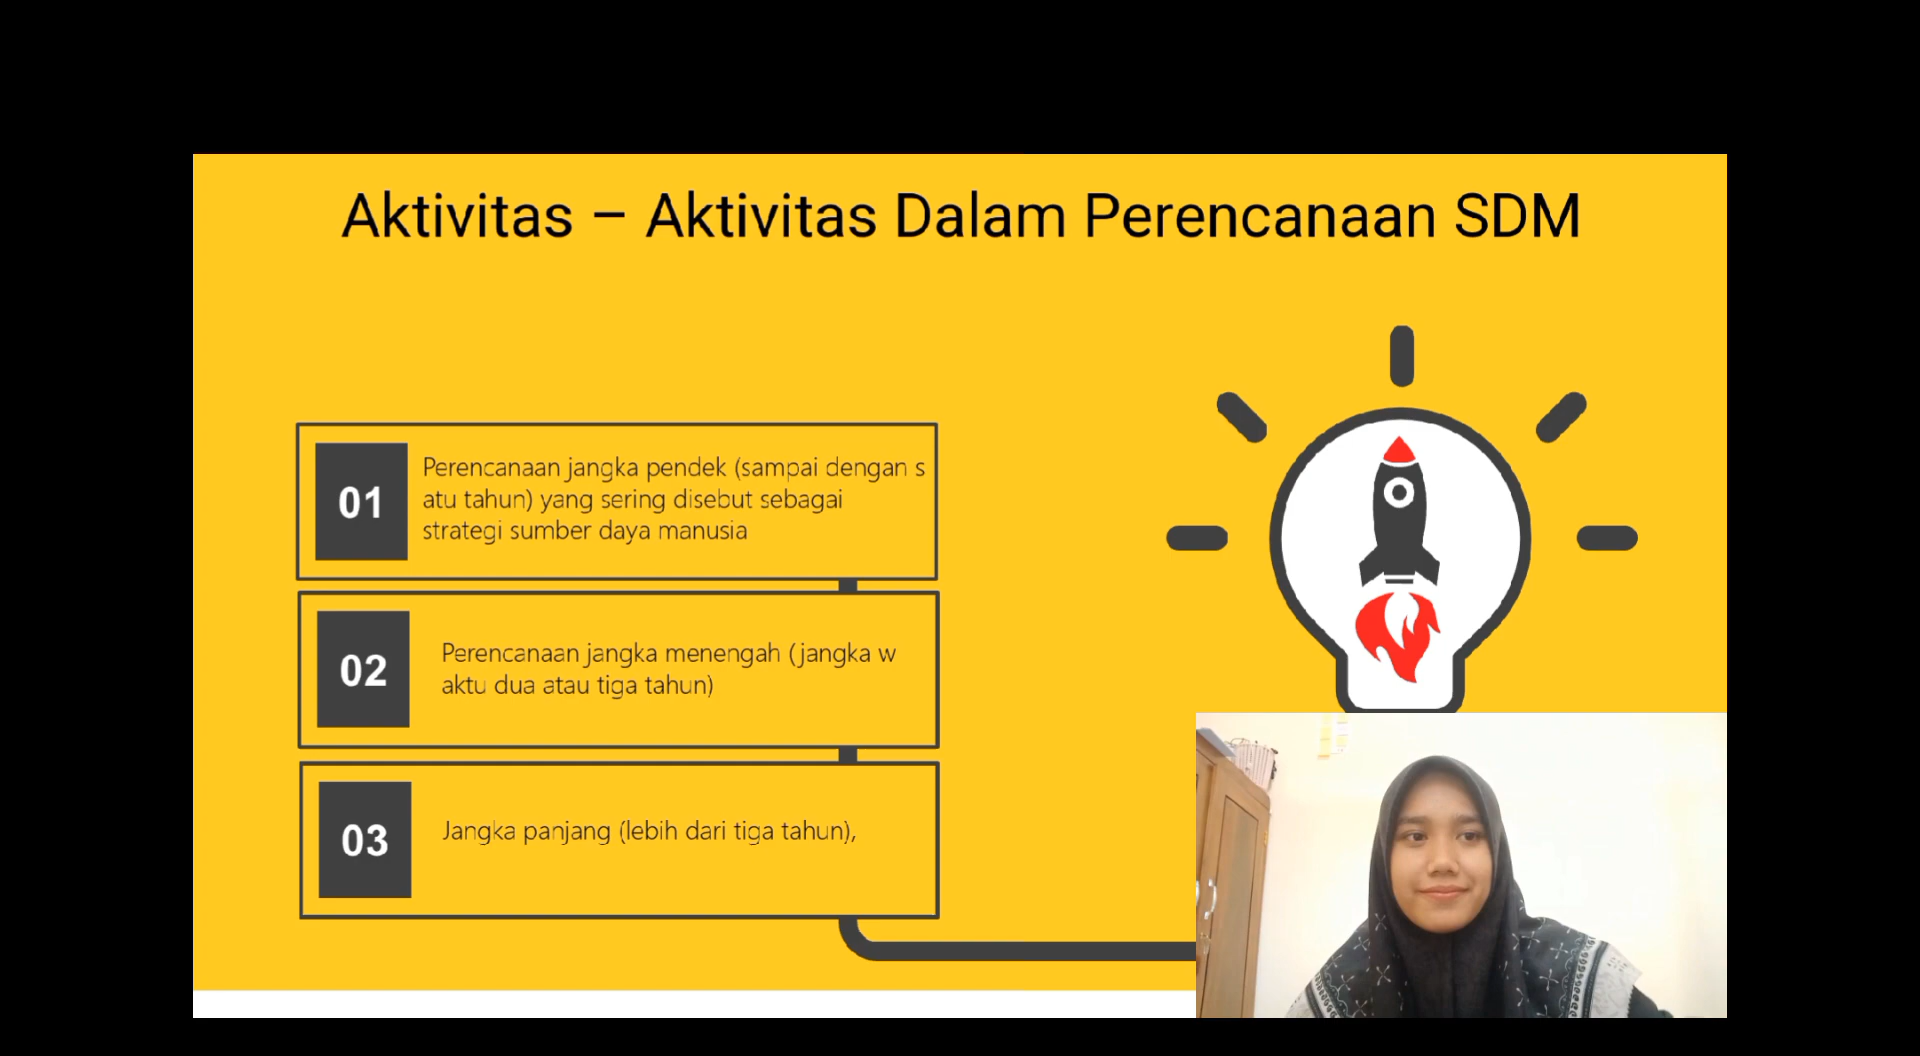 Aktivitas – Aktivitas Dalam Perencanaan SDM
01
Perencanaan jangka pendek (sampai dengan s
atu tahun) yang sering disebut sebagai
strategi sumber daya manusia
02
Perencanaan jangka menengah (jangka w
aktu dua atau tiga tahun)
03
Jangka panjang (lebih dari tiga tahun),